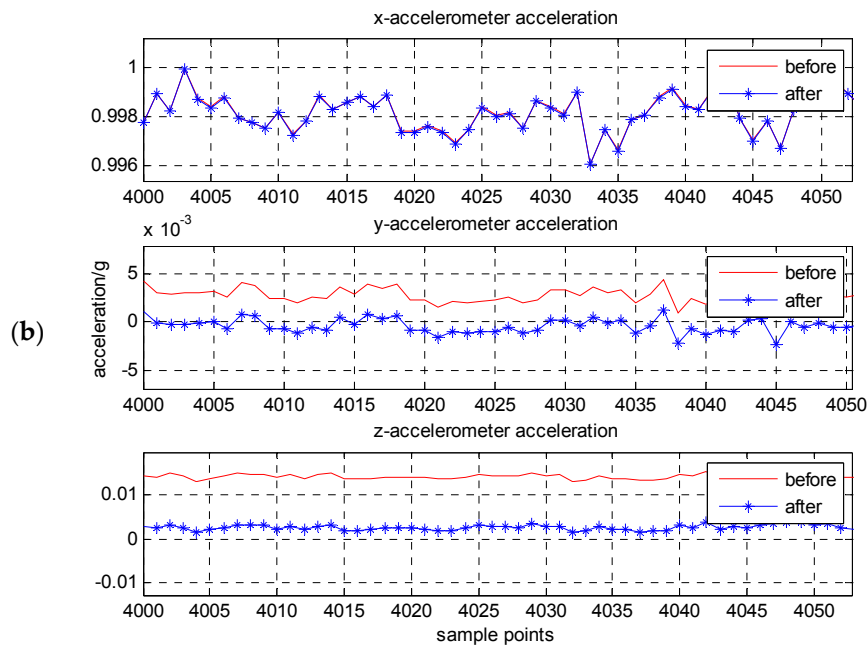 x-accelerometer acceleration
1
0.998
0.996
before
after
4000 4005 4010 4015 4020 4025 4030 4035 4040 4045 4050
x 10-3
y-accelerometer acceleration
5
0
-5
before
after
acceleration/g
(b)
4000 4005 4010 4015 4020 4025 4030 4035 4040 4045 4050
z-accelerometer acceleration
0.01
0
-0.01
before
after
4000 4005 4010 4015 4020 4025 4030 4035 4040 4045 4050
sample points